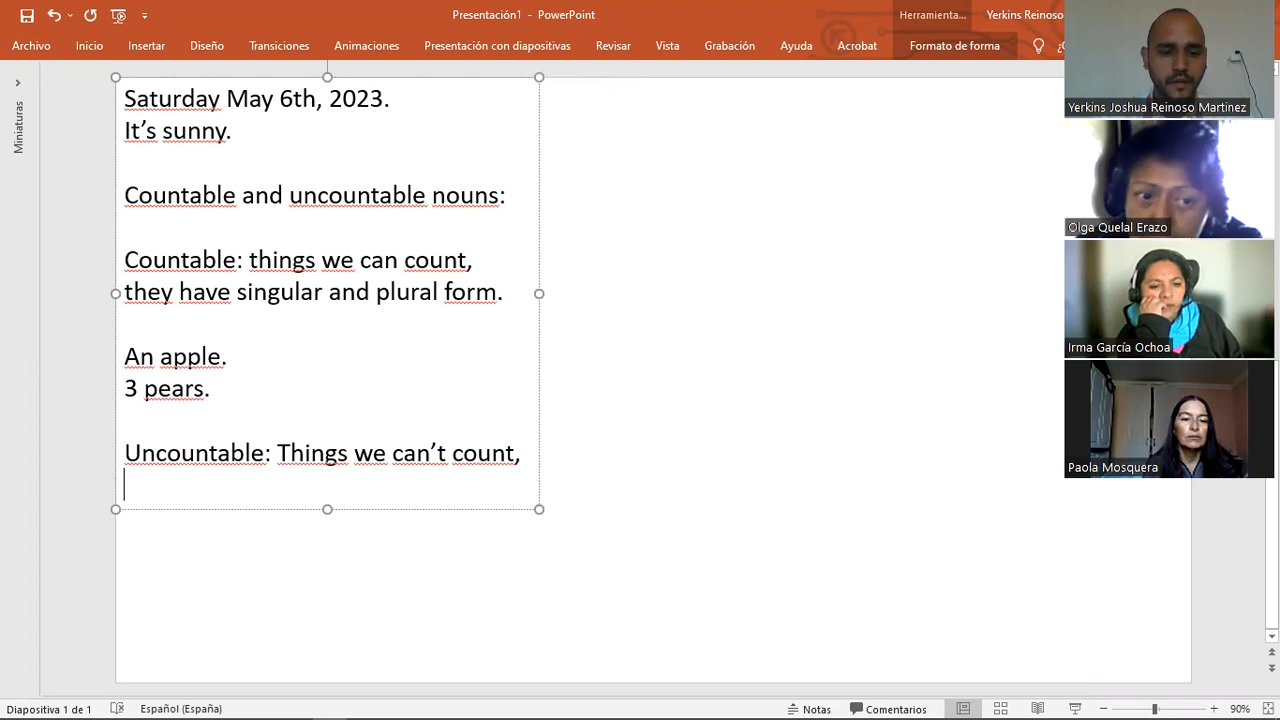 Presentación1 - PowerPoint
Herramienta...
Yerkins Reinoso
Archivo
Inicio
Insertar
Diseño
Transiciones
Animaciones
Presentación con diapositivas
Revisar
Vista
Grabación
Ayuda
Acrobat
Formato de forma
Miniaturas
Saturday May 6th, 2023.
It’s sunny.
Countable and uncountable nouns:
Countable: things we can count,
they have singular and plural form.
An apple.
3 pears.
Uncountable: Things we can’t count,
Yerkins Joshua Reinoso Martinez
Olga Quelal Erazo
Irma García Ochoa
Paola Mosquera
Diapositiva 1 de 1
Español (España)
Notas
Comentarios
90%